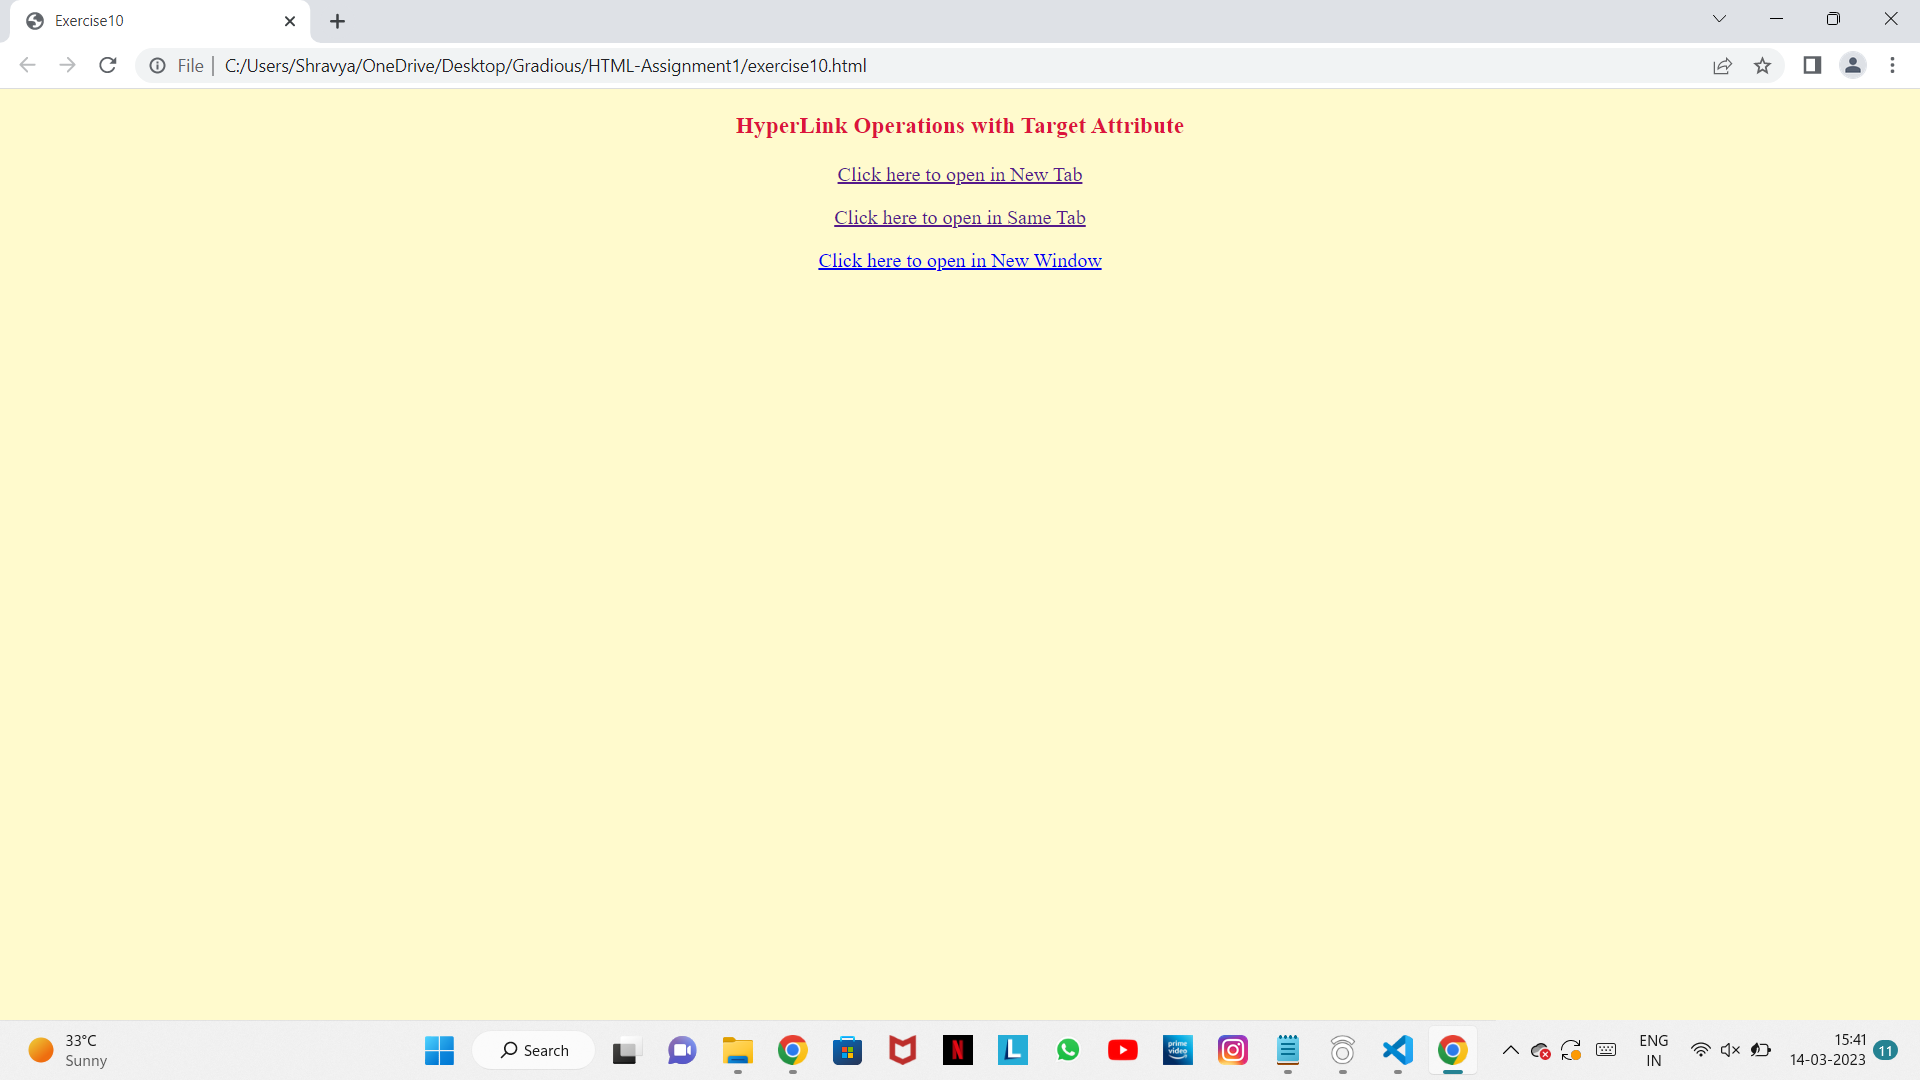 Exercise10
File C:/Users/Shravya/OneDrive/Desktop/Gradious/HTML-Assignment1/exercise10.html
HyperLink Operations with Target Attribute
Click here to open in New Tab
Click here to open in Same Tab
Click here to open in New Window
33°C
Sunny
Search
N
L
prime video
ENG
IN
15:41
14-03-2023
11